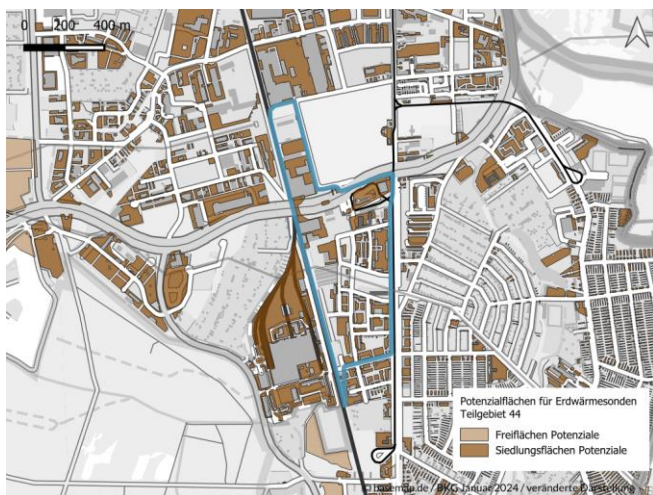 0 200 400 m
Potenzialflächen für Erdwärmesonden
Teilgebiet 44
Freiflächen Potenziale
Siedlungsflächen Potenziale
© basemap.de / BKG Januar 2024 / veränderte Darstellung